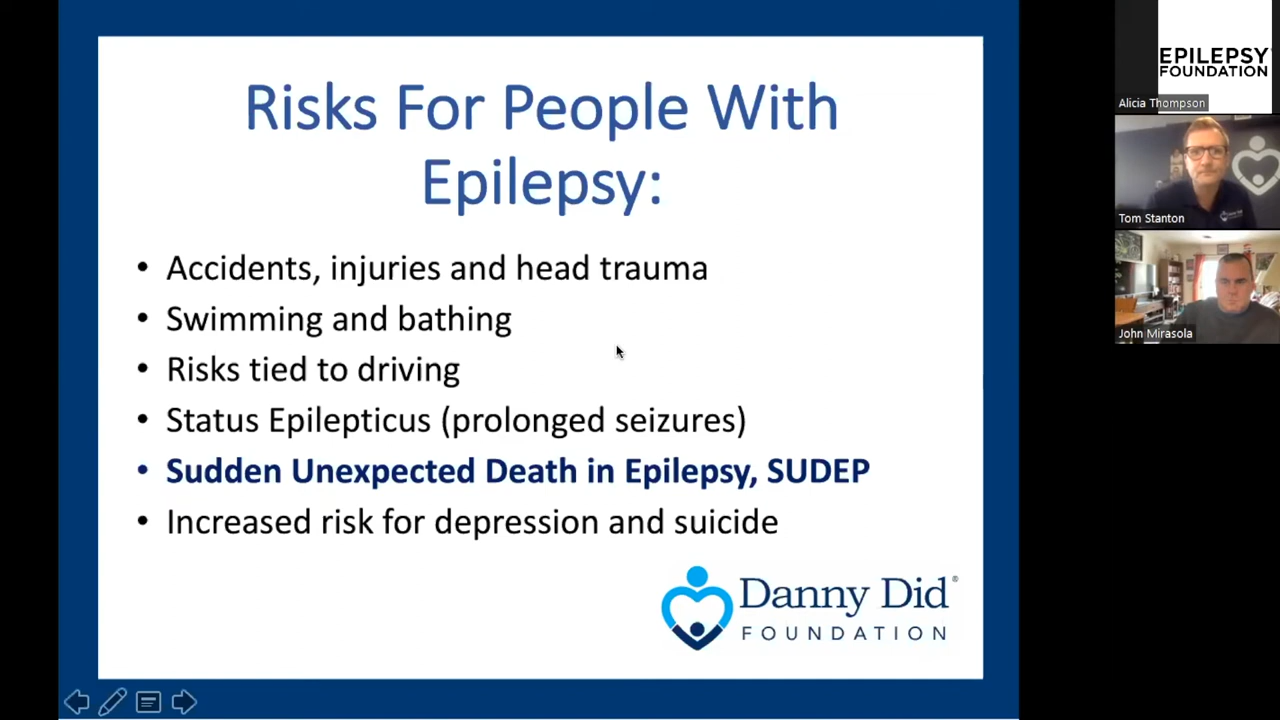 Risks For People With
Epilepsy:
• Accidents, injuries and head trauma
• Swimming and bathing
• Risks tied to driving
• Status Epilepticus (prolonged seizures)
• Sudden Unexpected Death in Epilepsy, SUDEP
• Increased risk for depression and suicide
Danny Did®
FOUNDATION
EPILEPSY
FOUNDATION
Alicia Thompson
Danny Did
Tom Stanton
John Mirasola